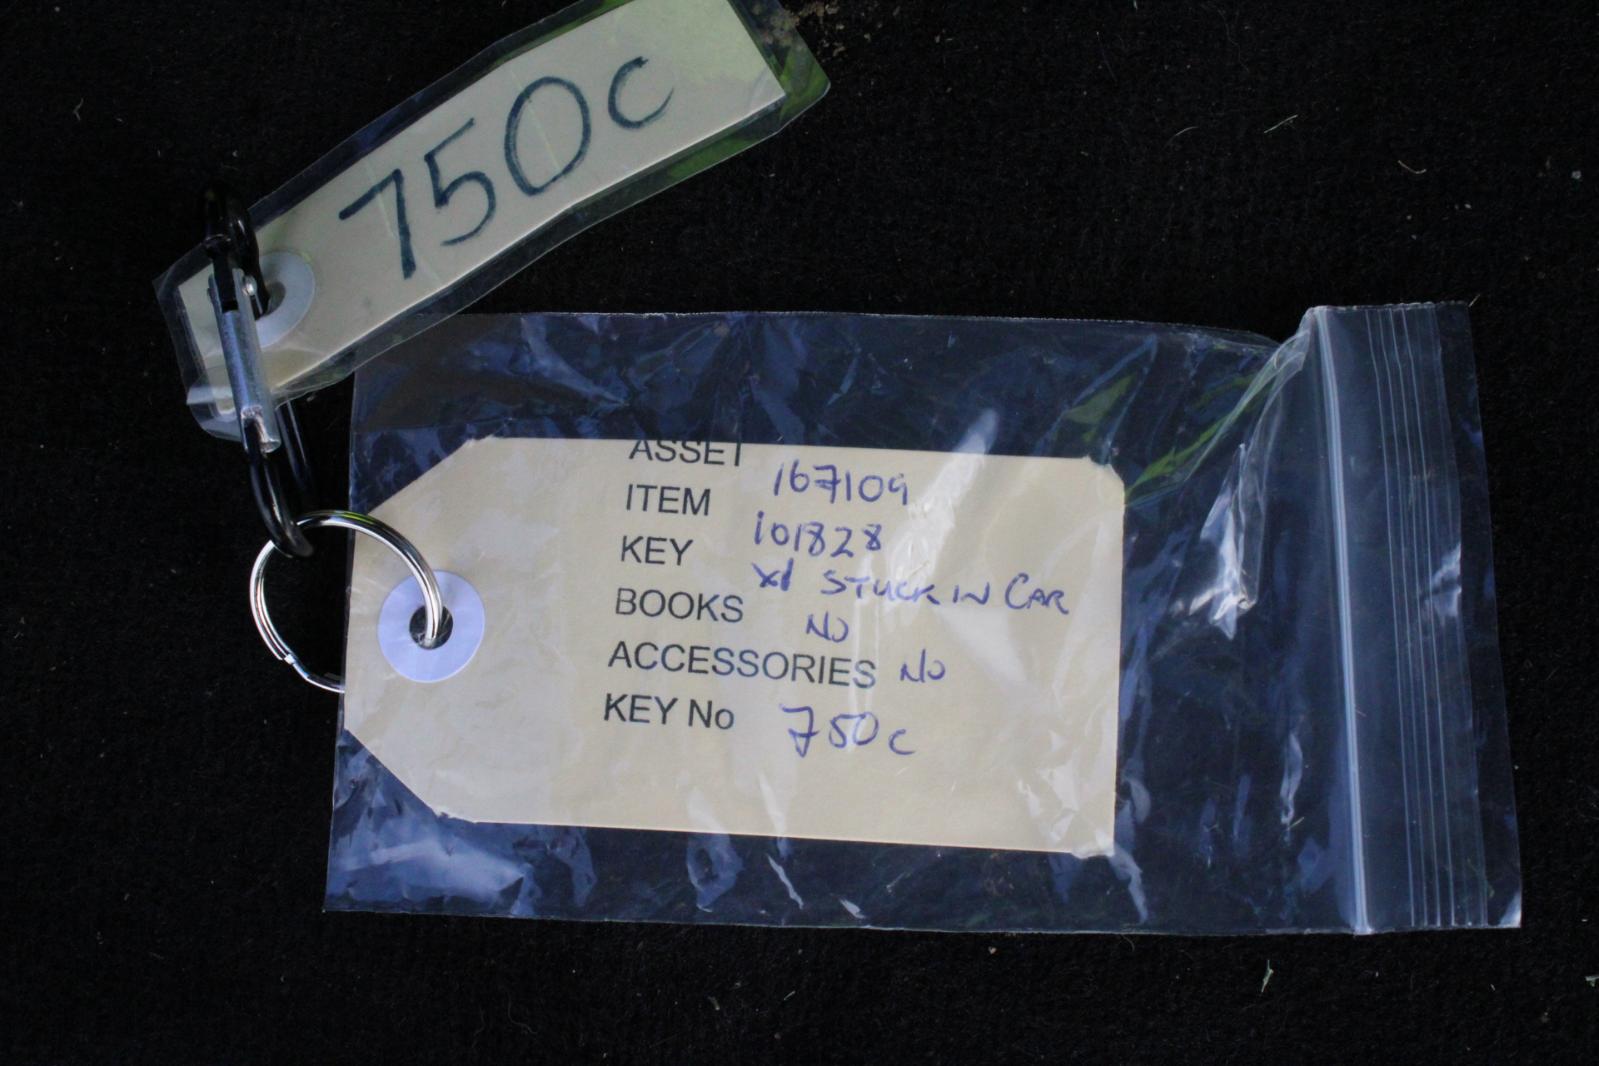 750c
ASSET 167109
ITEM 101828
KEY x1 STUCK IN CAR
BOOKS NO
ACCESSORIES NO
KEY No 750c